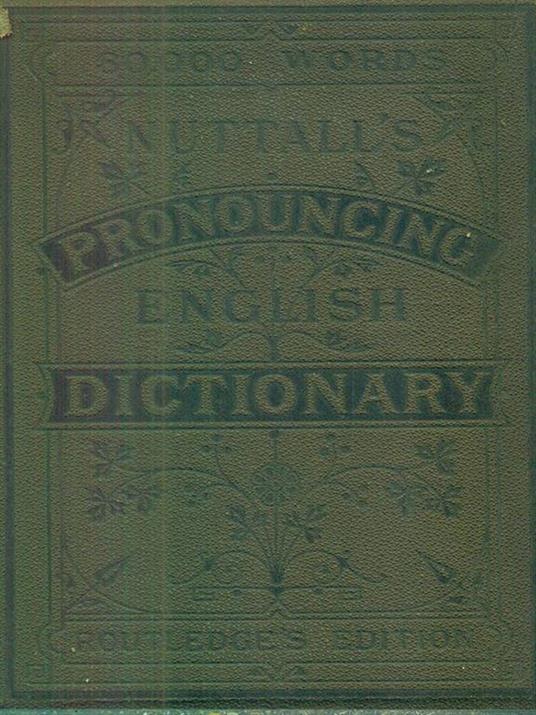 WORDS
NUTTALL'S
PRONOUNCING
ENGLISH
DICTIONARY
ROUTLEDGE'S EDITION